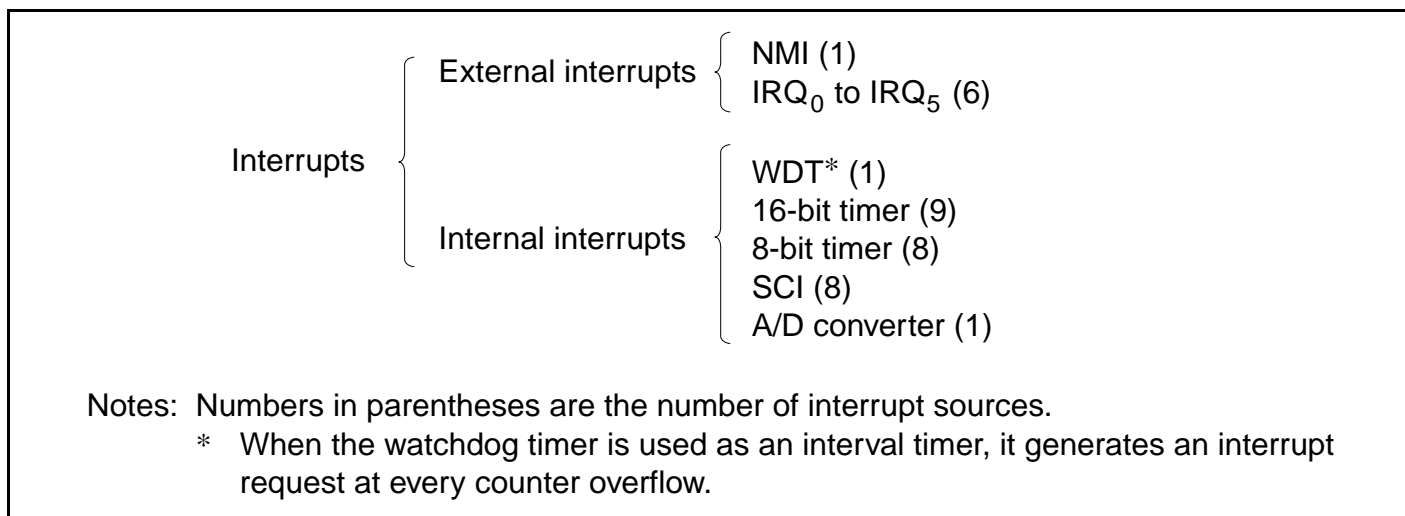 Interrupts
External interrupts
NMI (1)
IRQ0 to IRQ5 (6)
Internal interrupts
WDT* (1)
16-bit timer (9)
8-bit timer (8)
SCI (8)
A/D converter (1)
Notes: Numbers in parentheses are the number of interrupt sources.
* When the watchdog timer is used as an interval timer, it generates an interrupt
request at every counter overflow.